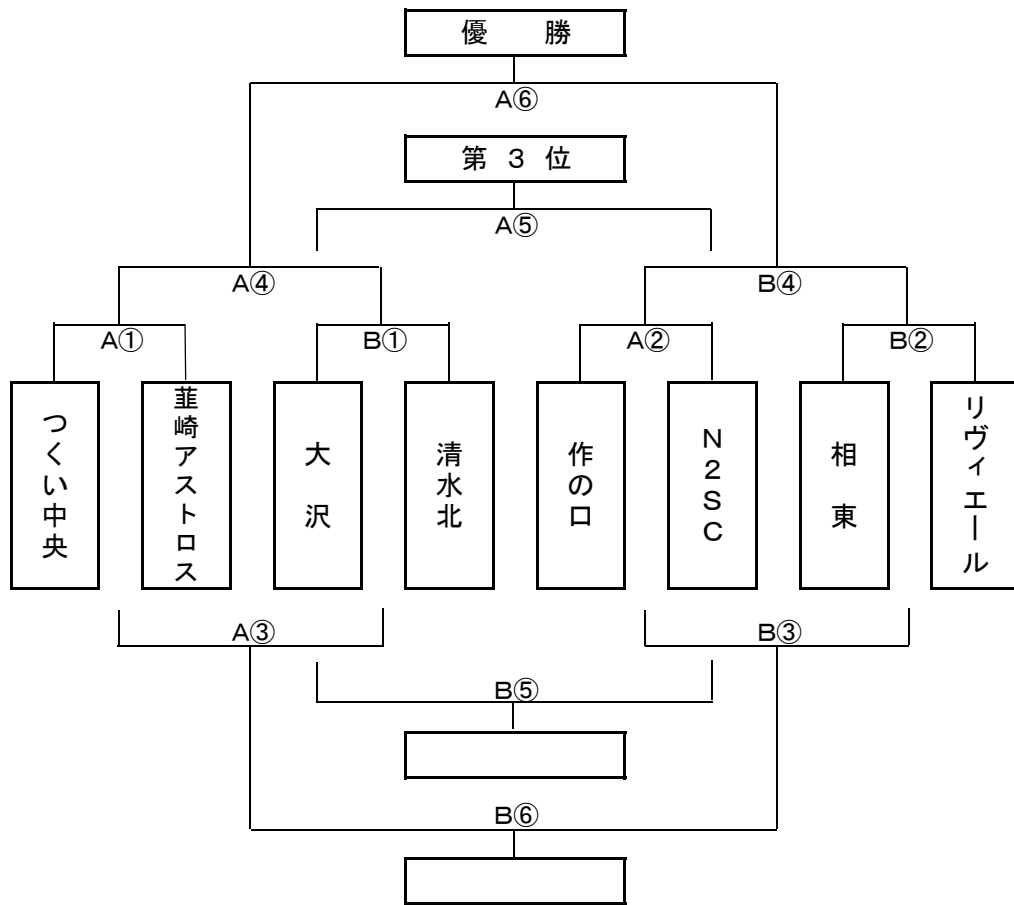 優 勝
A⑥
第 3 位
A⑤
A④
B④
A①
B①
A②
B②
つくい中央
韮崎アストロス
大沢
清水北
作の口
N2SC
相東
リヴィエール
A③
B③
B⑤
B⑥